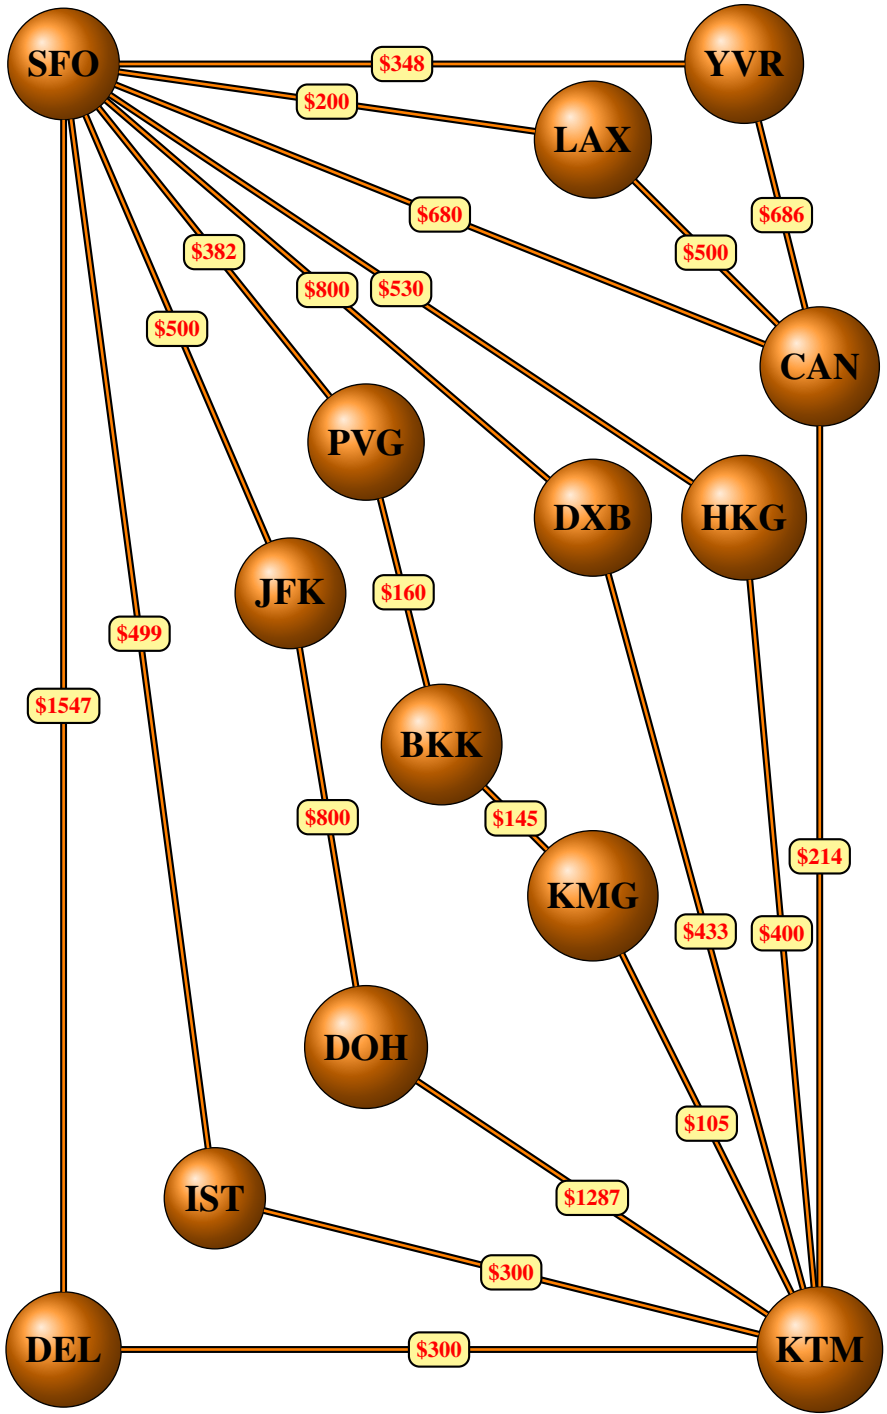 SFO
YVR
$348
$200
LAX
$680
$686
$382
$500
$800
$530
$500
CAN
PVG
DXB
HKG
JFK
$160
$499
$1547
BKK
$800
$145
$214
KMG
$433
$400
DOH
$105
IST
$1287
$300
DEL
$300
KTM